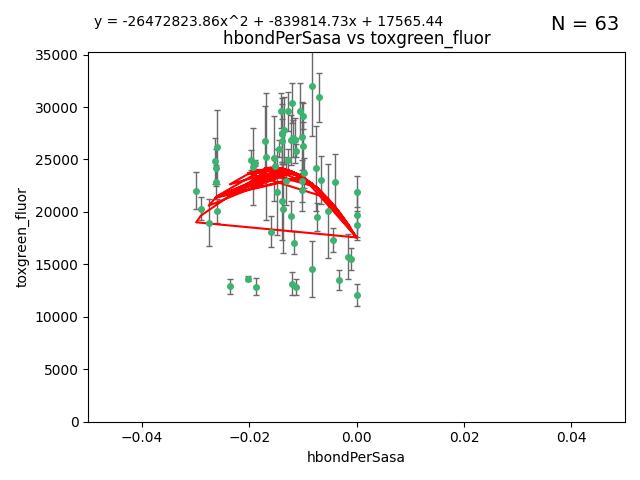 y = -26472823.86x^2 + -839814.73x + 17565.44
N = 63
hbondPerSasa vs toxgreen_fluor
35000
30000
25000
20000
15000
10000
5000
0
toxgreen_fluor
−0.04
−0.02
0.00
0.02
0.04
hbondPerSasa